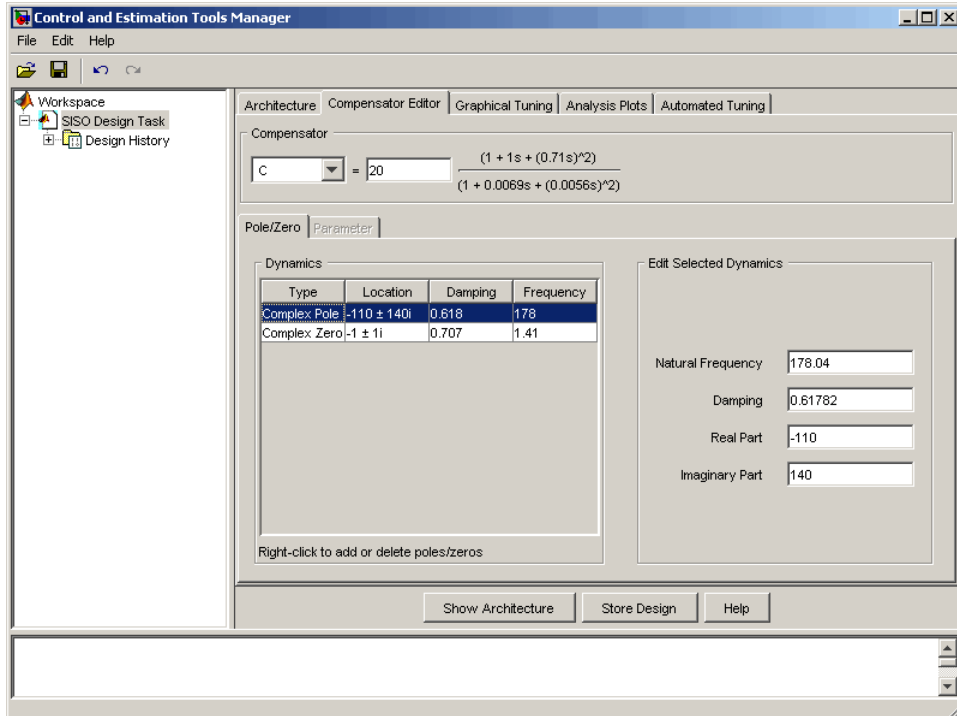 Control and Estimation Tools Manager
File Edit Help
Workspace
SISO Design Task
Design History
Architecture Compensator Editor Graphical Tuning Analysis Plots Automated Tuning
Compensator
C = 20 (1 + 1s + (0.71s)^2)
(1 + 0.0069s + (0.0056s)^2)
Pole/Zero Parameter
Dynamics
Type Location Damping Frequency
Complex Pole -110 ± 140i 0.618 178
Complex Zero -1 ± 1i 0.707 1.41
Right-click to add or delete poles/zeros
Edit Selected Dynamics
Natural Frequency 178.04
Damping 0.61782
Real Part -110
Imaginary Part 140
Show Architecture Store Design Help